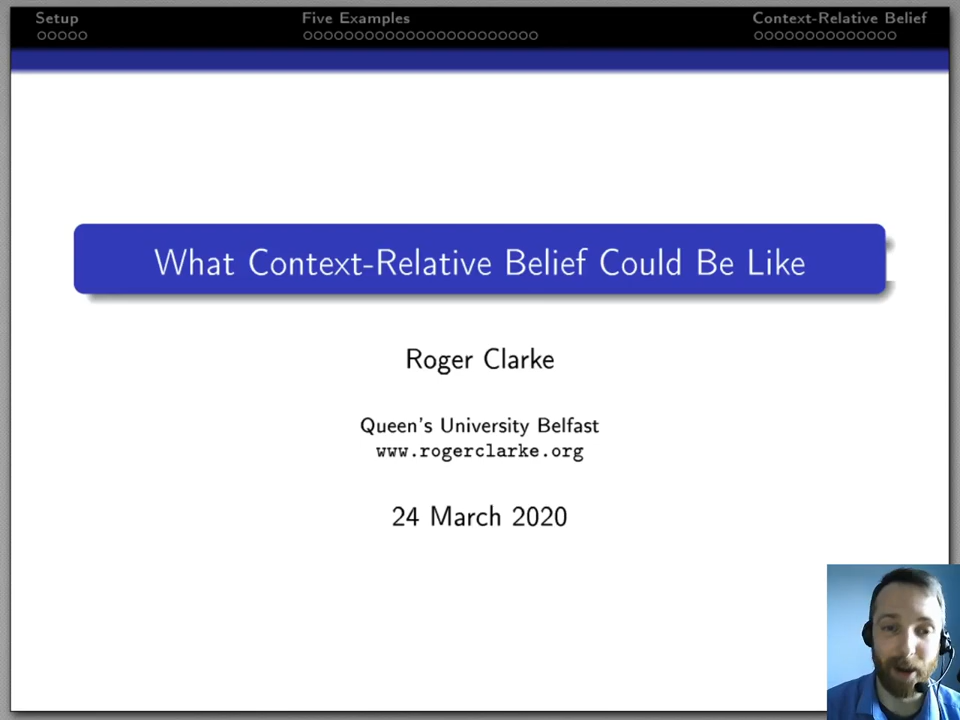 Setup
Five Examples
Context-Relative Belief
What Context-Relative Belief Could Be Like
Roger Clarke
Queen's University Belfast
www.rogerclarke.org
24 March 2020